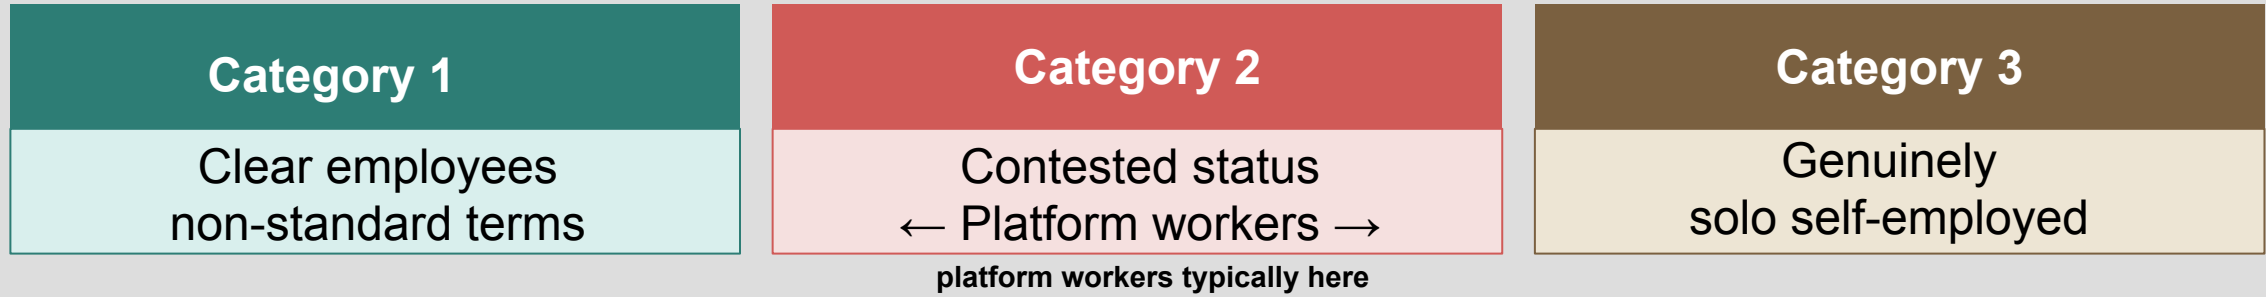 Category 1
Clear employees
non-standard terms
Category 2
Contested status
← Platform workers →
platform workers typically here
Category 3
Genuinely
solo self-employed